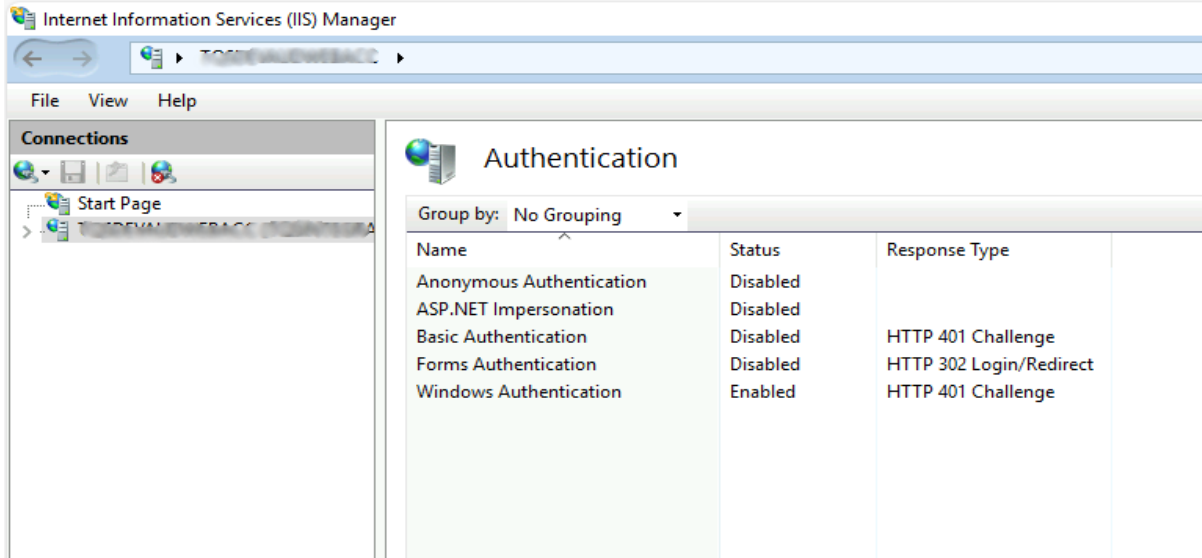 Internet Information Services (IIS) Manager
File View Help
Connections
Authentication
Start Page
Group by: No Grouping
Name Status Response Type
Anonymous Authentication Disabled
ASP.NET Impersonation Disabled
Basic Authentication Disabled HTTP 401 Challenge
Forms Authentication Disabled HTTP 302 Login/Redirect
Windows Authentication Enabled HTTP 401 Challenge